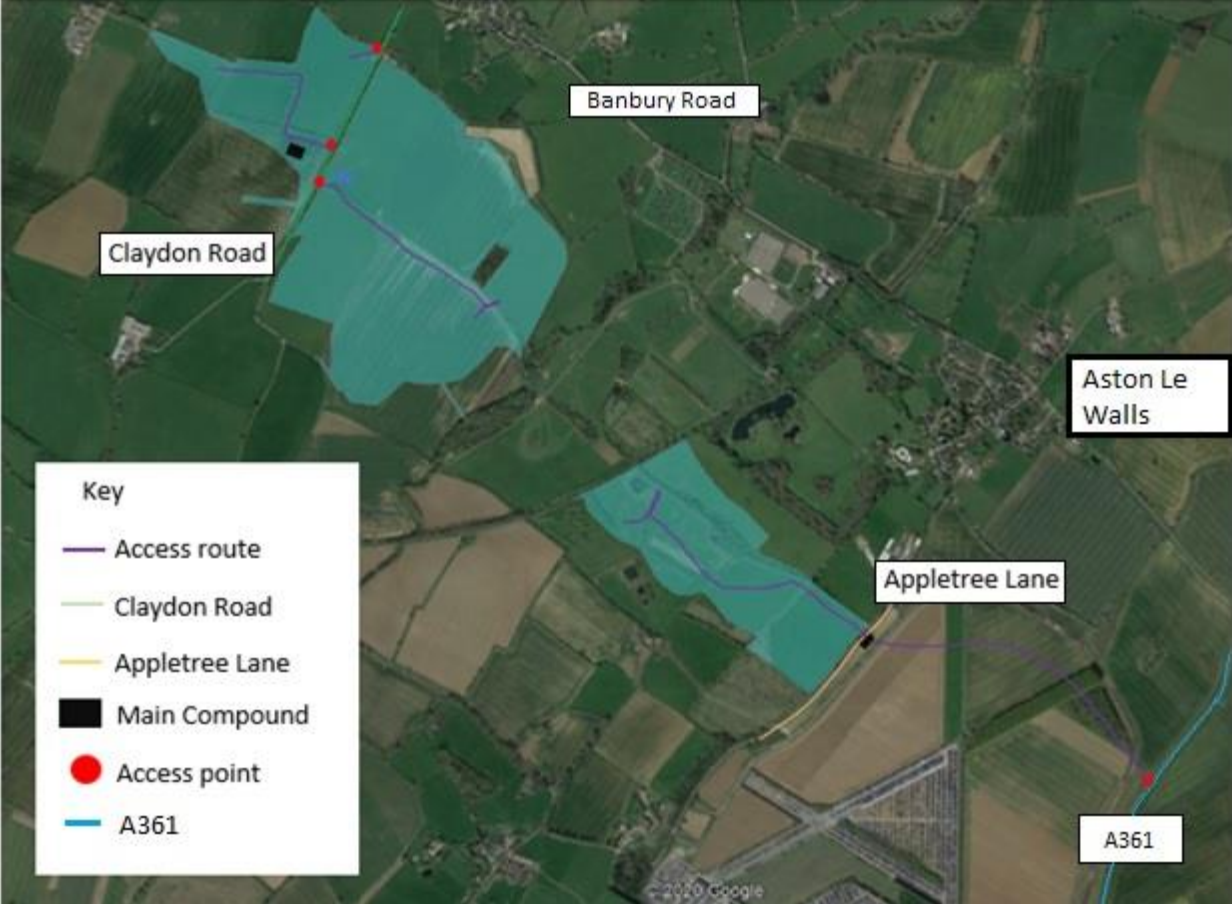 Banbury Road
Claydon Road
Aston Le
Walls
Key
Access route
Claydon Road
Appletree Lane
Main Compound
Access point
A361
Appletree Lane
A361
© 2020 Google